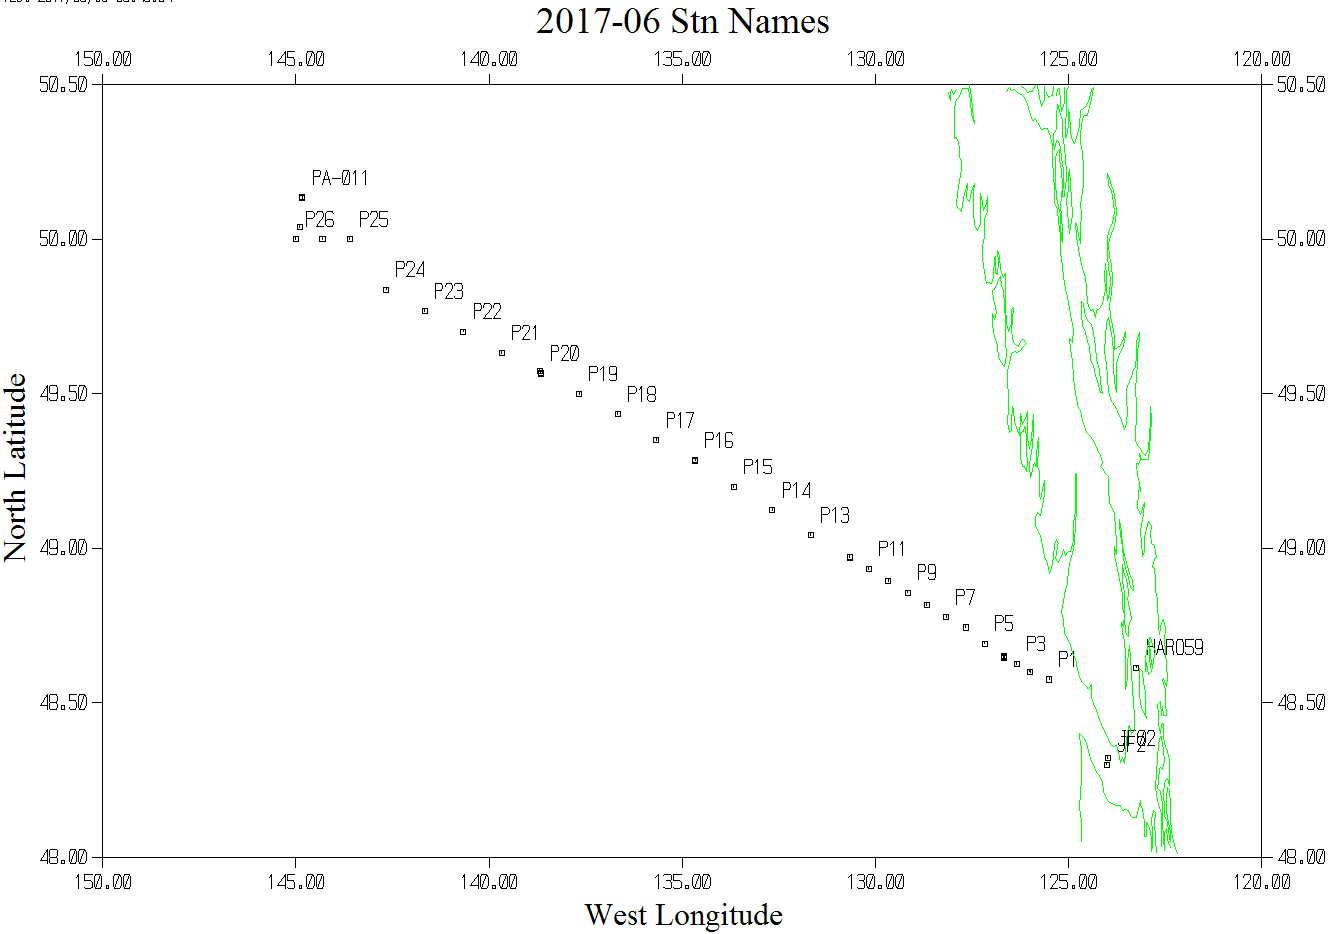 2017-06 Stn Names
150.00 145.00 140.00 135.00 130.00 125.00 120.00
50.50 50.50
PA-011
P26 P25
50.00 50.00
P24
P23
P22
P21
P20
P19
49.50 49.50
P18
P17
P16
P15
P14
P13
49.00 49.00
P11
P9
P7
P5
P3
P1
HARO59
48.50 48.50
JF02
JF2
48.00 48.00
150.00 145.00 140.00 135.00 130.00 125.00 120.00
West Longitude
North Latitude